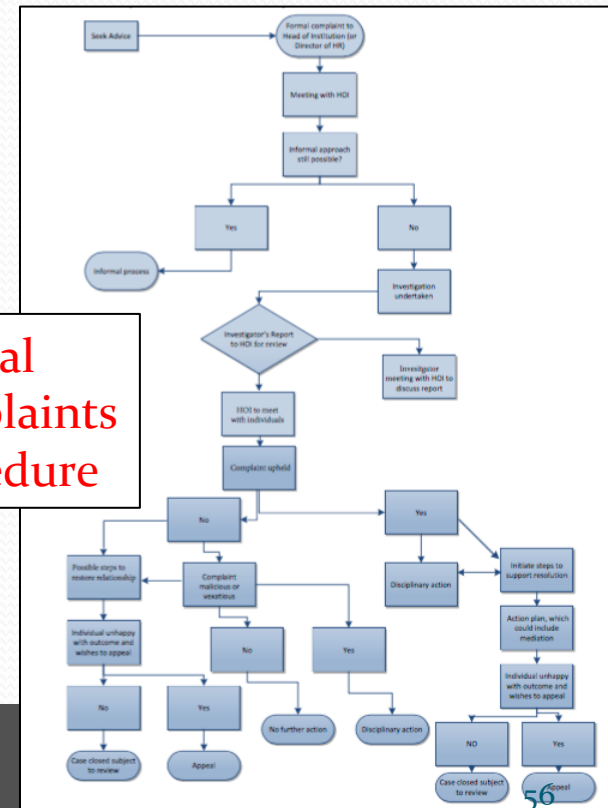 Seek Advice
Formal complaint to
Head of Institution (or
Director of HR)
Meeting with HOI
Informal approach
still possible?
Yes
No
Informal process
Investigation
undertaken
Investigator's Report
to HOI for review
Investigator
meeting with HOI to
discuss report
al
plaints
edure
HOI to meet
with individuals
Complaint upheld
No
Yes
Possible steps to
restore relationship
Complaint
malicious or
vexatious
Disciplinary action
Initiate steps to
support resolution
Action plan, which
could include
mediation
Individual unhappy
with outcome and
wishes to appeal
No
Yes
Individual unhappy
with outcome and
wishes to appeal
No
Yes
No further action
Disciplinary action
NO
Yes
Case closed subject
to review
Appeal
Case closed subject
to review
Appeal
56